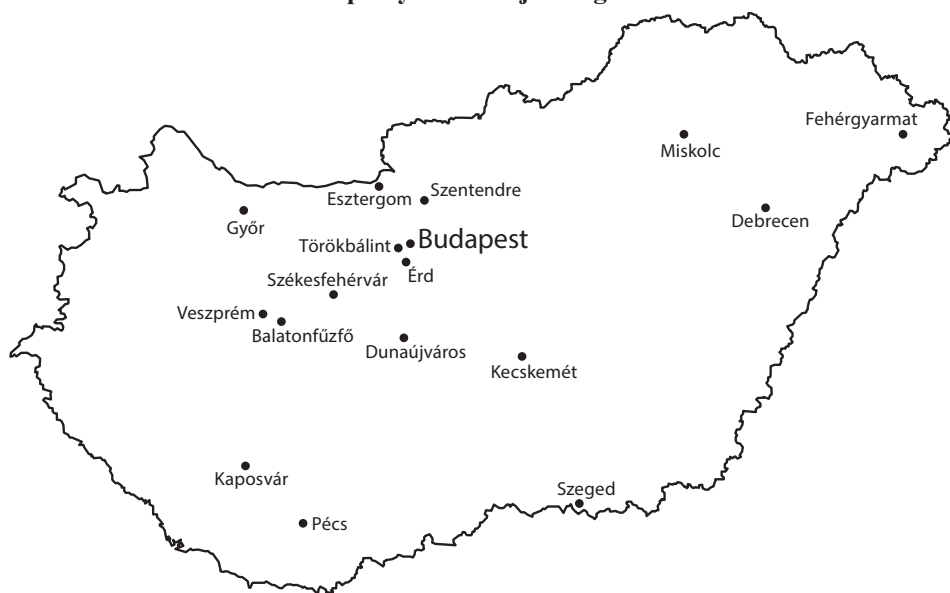 Fehérgyarmat
Miskolc
Esztergom
Szentendre
Győr
Debrecen
Törökbálint
Budapest
Érd
Székesfehérvár
Veszprém
Balatonfűzfő
Dunaújváros
Kecskemét
Kaposvár
Szeged
Pécs